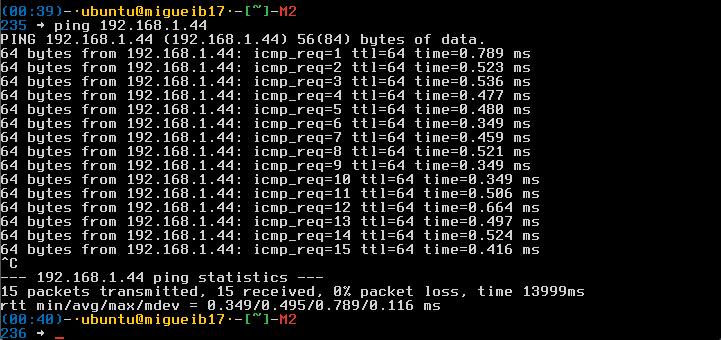 (00:39)-·ubuntu@migueib17·-[~]-M2
235 → ping 192.168.1.44
PING 192.168.1.44 (192.168.1.44) 56(84) bytes of data.
64 bytes from 192.168.1.44: icmp_req=1 ttl=64 time=0.789 ms
64 bytes from 192.168.1.44: icmp_req=2 ttl=64 time=0.523 ms
64 bytes from 192.168.1.44: icmp_req=3 ttl=64 time=0.536 ms
64 bytes from 192.168.1.44: icmp_req=4 ttl=64 time=0.477 ms
64 bytes from 192.168.1.44: icmp_req=5 ttl=64 time=0.480 ms
64 bytes from 192.168.1.44: icmp_req=6 ttl=64 time=0.349 ms
64 bytes from 192.168.1.44: icmp_req=7 ttl=64 time=0.459 ms
64 bytes from 192.168.1.44: icmp_req=8 ttl=64 time=0.521 ms
64 bytes from 192.168.1.44: icmp_req=9 ttl=64 time=0.349 ms
64 bytes from 192.168.1.44: icmp_req=10 ttl=64 time=0.349 ms
64 bytes from 192.168.1.44: icmp_req=11 ttl=64 time=0.506 ms
64 bytes from 192.168.1.44: icmp_req=12 ttl=64 time=0.664 ms
64 bytes from 192.168.1.44: icmp_req=13 ttl=64 time=0.497 ms
64 bytes from 192.168.1.44: icmp_req=14 ttl=64 time=0.524 ms
64 bytes from 192.168.1.44: icmp_req=15 ttl=64 time=0.416 ms
^C
--- 192.168.1.44 ping statistics ---
15 packets transmitted, 15 received, 0% packet loss, time 13999ms
rtt min/avg/max/mdev = 0.349/0.495/0.789/0.116 ms
(00:40)-·ubuntu@migueib17·-[~]-M2
236 → _